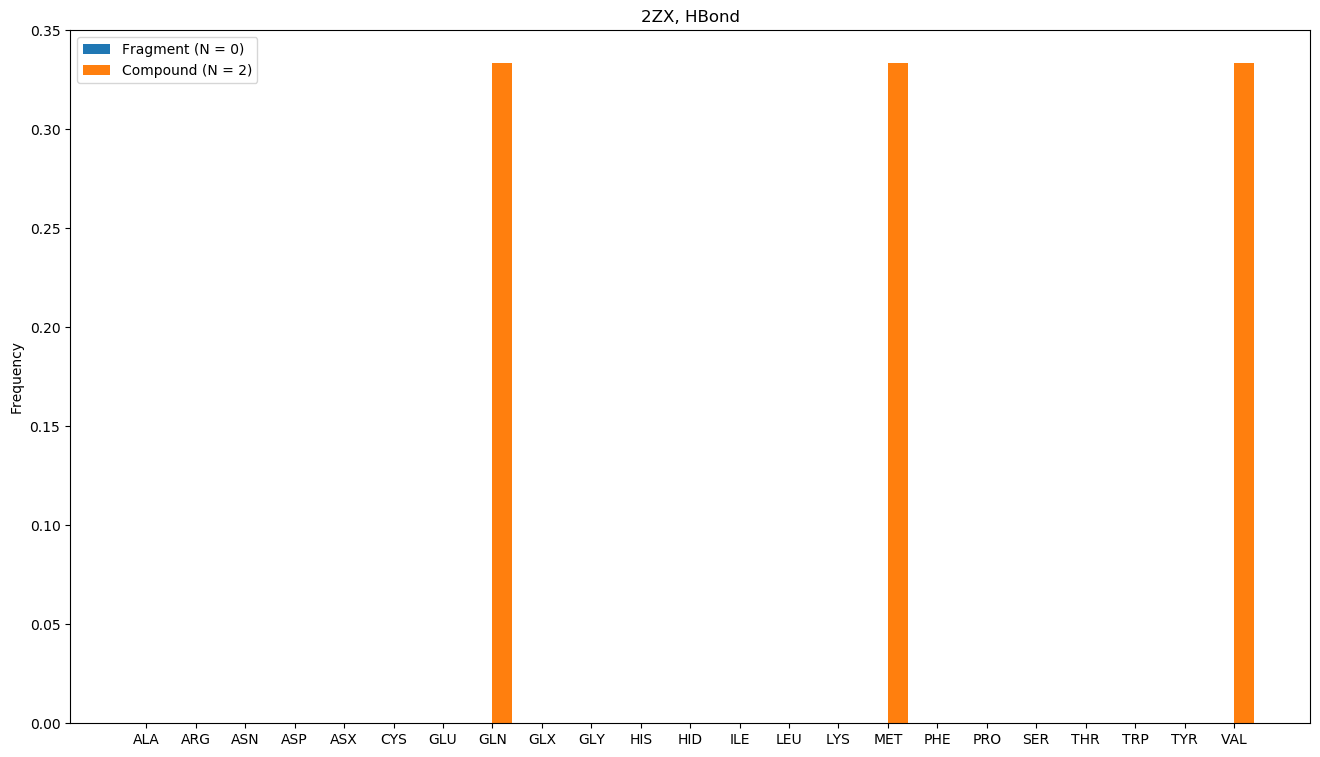 2ZX, HBond
Fragment (N = 0)
Compound (N = 2)
Frequency
0.35
0.30
0.25
0.20
0.15
0.10
0.05
0.00
ALA ARG ASN ASP ASX CYS GLU GLN GLX GLY HIS HID ILE LEU LYS MET PHE PRO SER THR TRP TYR VAL